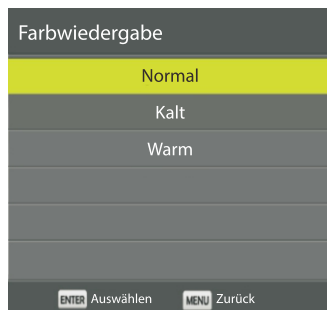 Farbwiedergabe
Normal
Kalt
Warm
ENTER Auswählen MENU Zurück